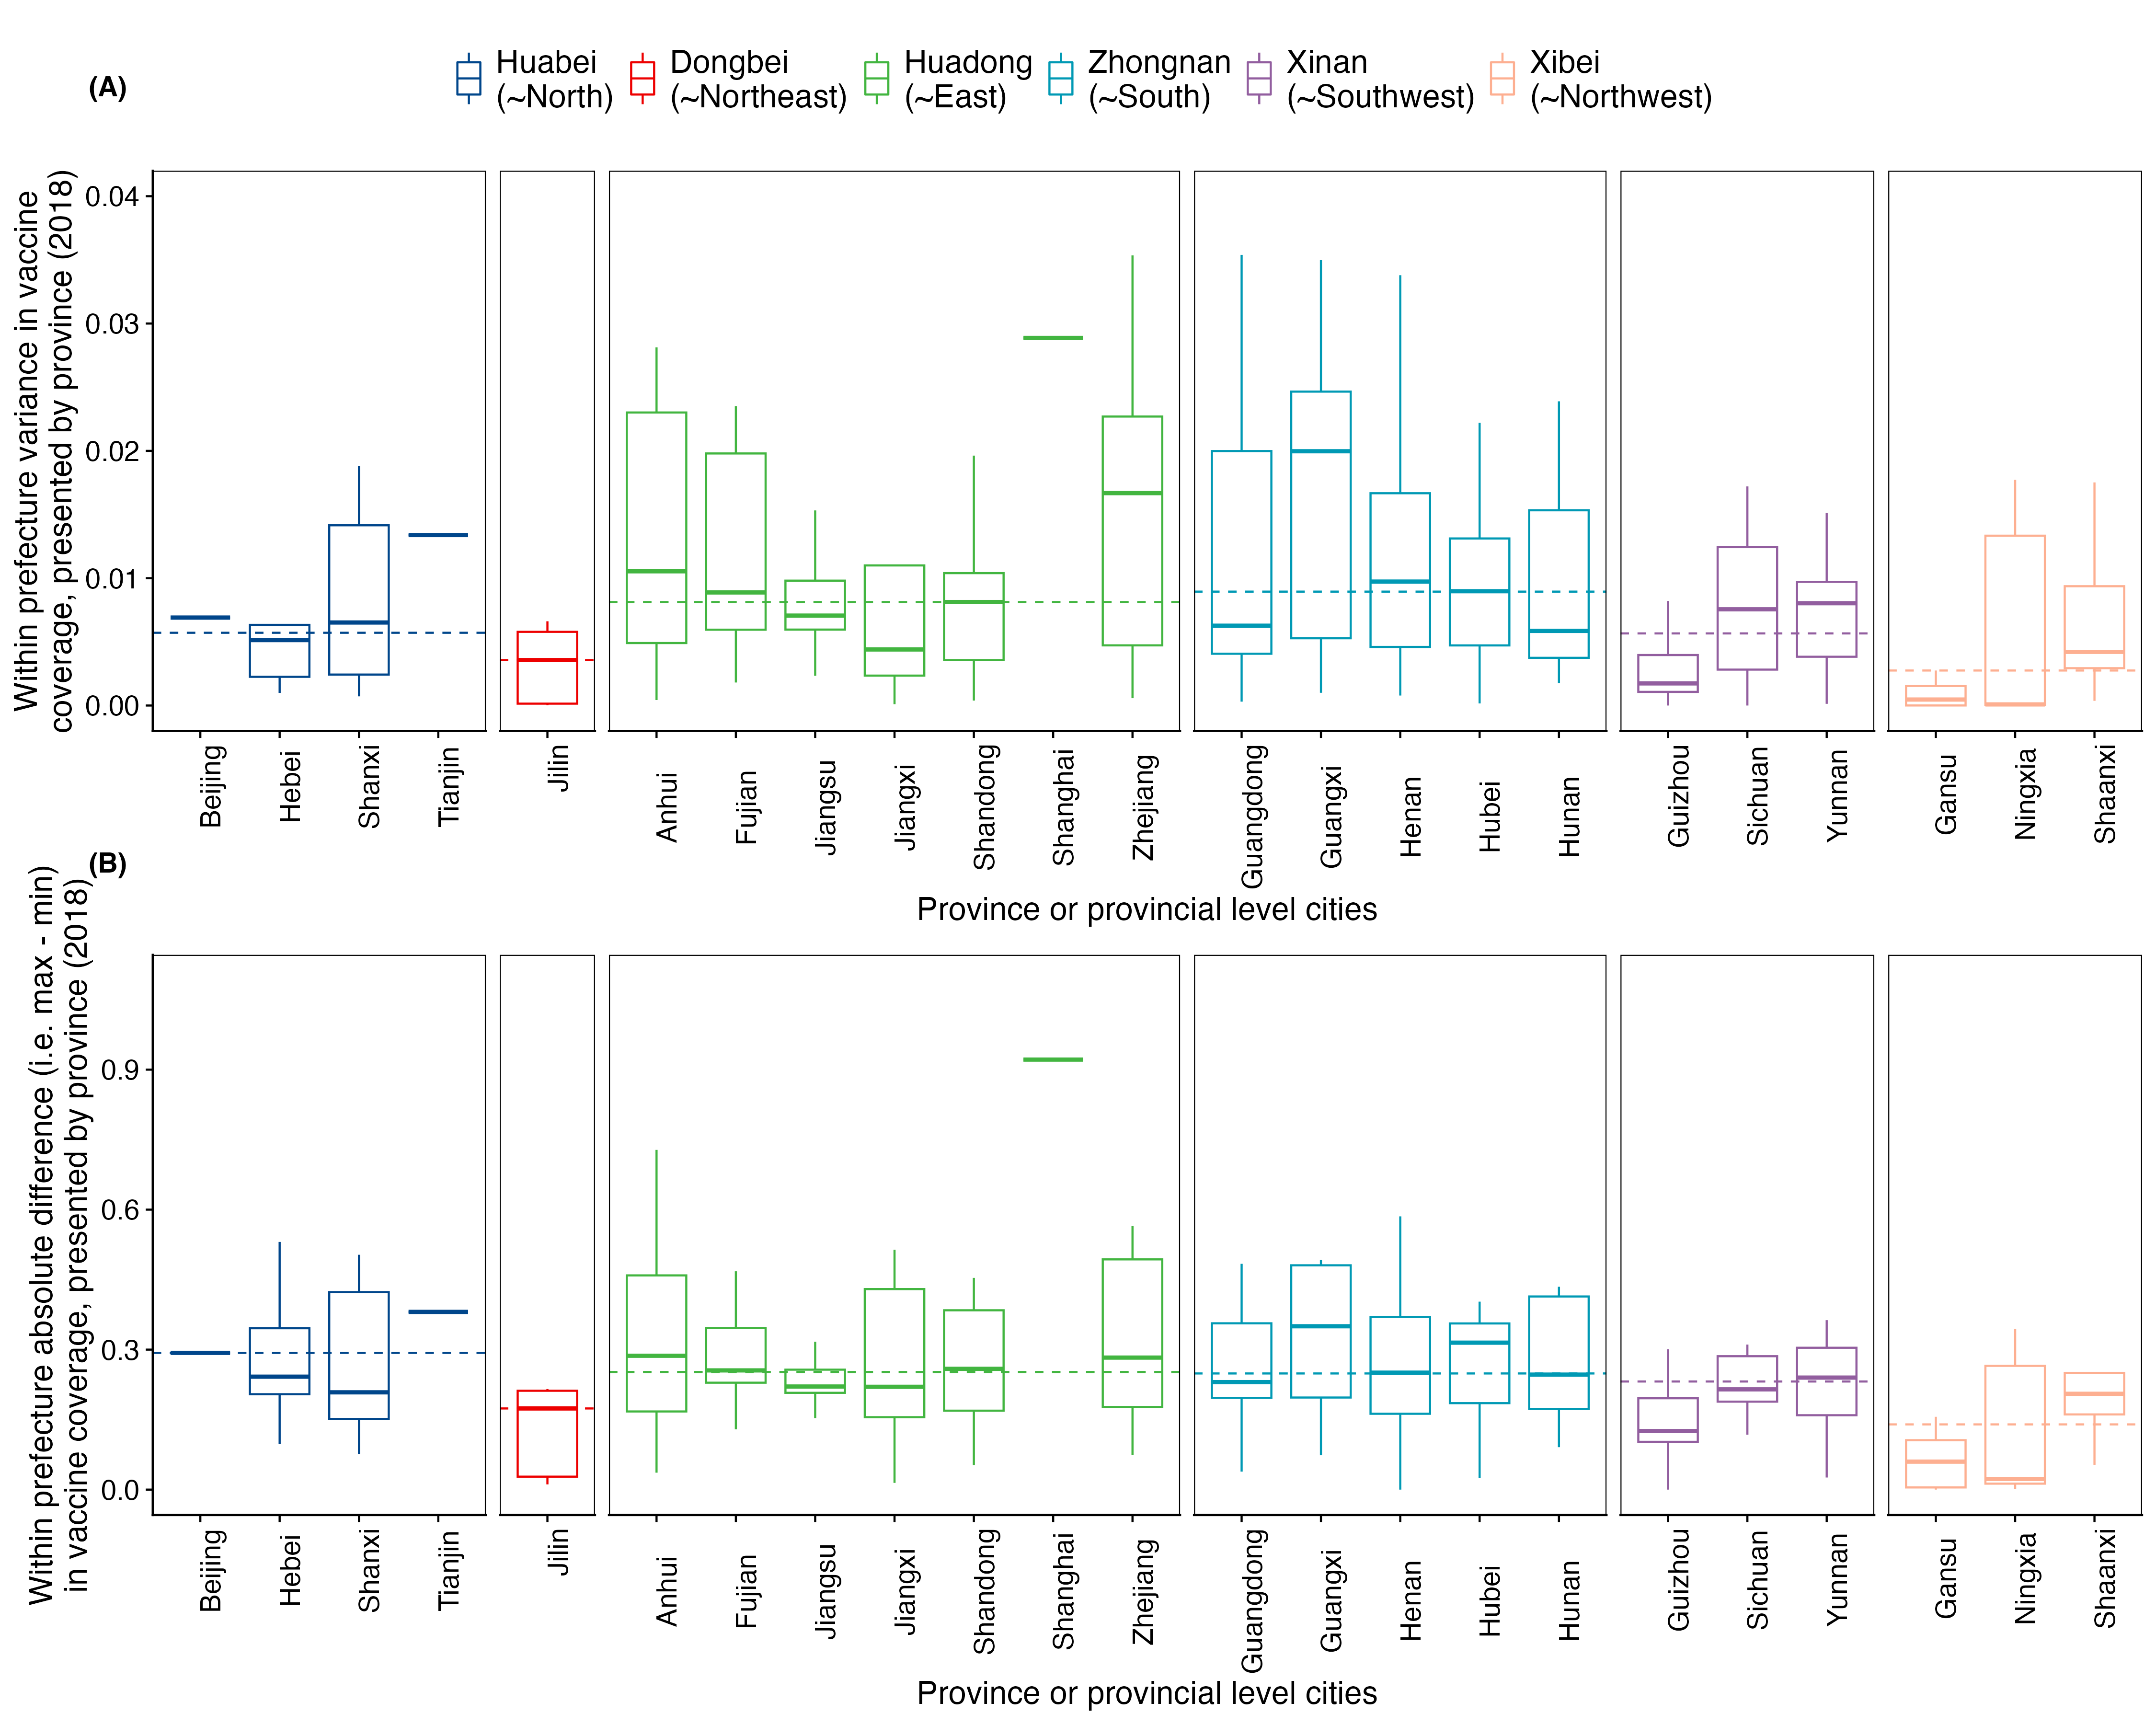 (A)
Huabei
(~North)
Dongbei
(~Northeast)
Huadong
(~East)
Zhongnan
(~South)
Xinan
(~Southwest)
Xibei
(~Northwest)
Within prefecture variance in vaccine
coverage, presented by province (2018)
0.04
0.03
0.02
0.01
0.00
Beijing
Hebei
Shanxi
Tianjin
Jilin
Anhui
Fujian
Jiangsu
Jiangxi
Shandong
Shanghai
Zhejiang
Guangdong
Guangxi
Henan
Hubei
Hunan
Guizhou
Sichuan
Yunnan
Gansu
Ningxia
Shaanxi
Province or provincial level cities
(B)
Within prefecture absolute difference (i.e. max - min)
in vaccine coverage, presented by province (2018)
0.9
0.6
0.3
0.0
Beijing
Hebei
Shanxi
Tianjin
Jilin
Anhui
Fujian
Jiangsu
Jiangxi
Shandong
Shanghai
Zhejiang
Guangdong
Guangxi
Henan
Hubei
Hunan
Guizhou
Sichuan
Yunnan
Gansu
Ningxia
Shaanxi
Province or provincial level cities